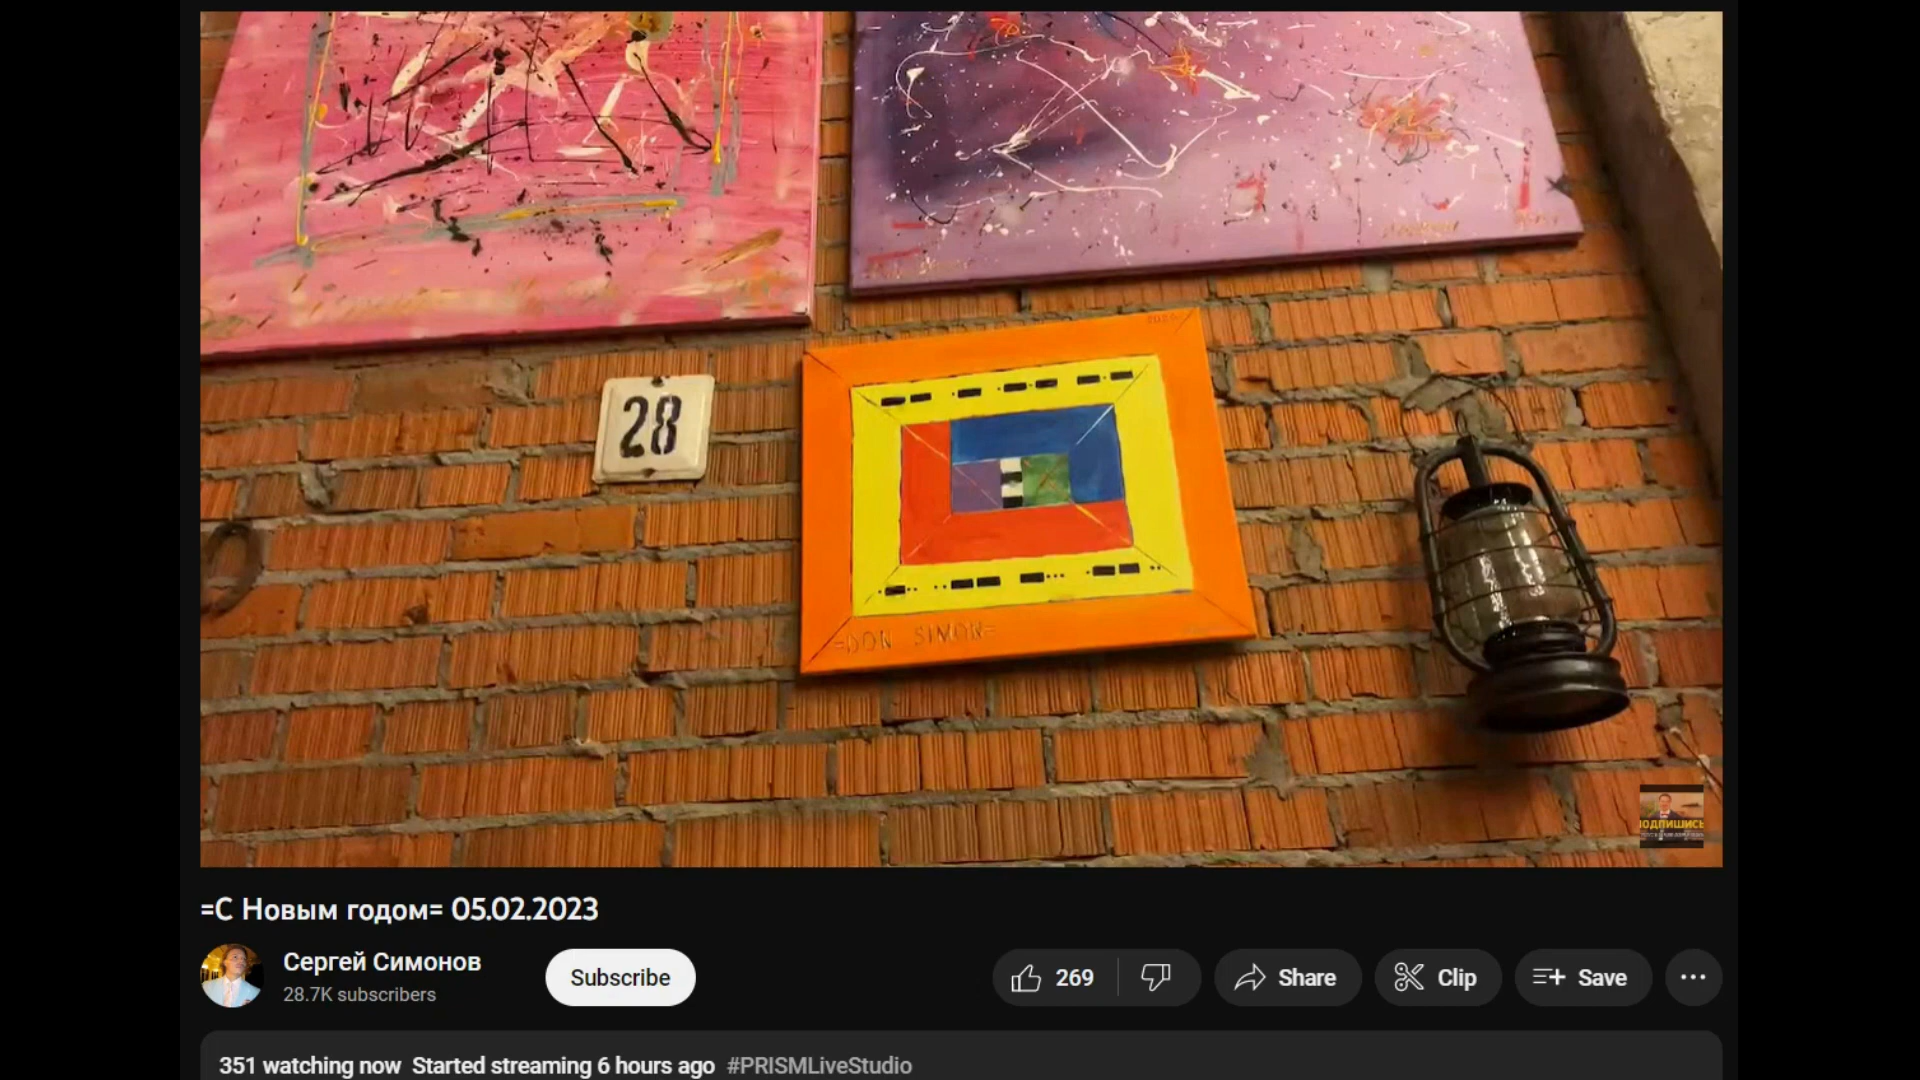 28
=DON SIMON=
ПОДПИШИСЬ
=С Новым годом= 05.02.2023
Сергей Симонов
28.7K subscribers
Subscribe
269
Share
Clip
Save
351 watching now Started streaming 6 hours ago #PRISMLiveStudio